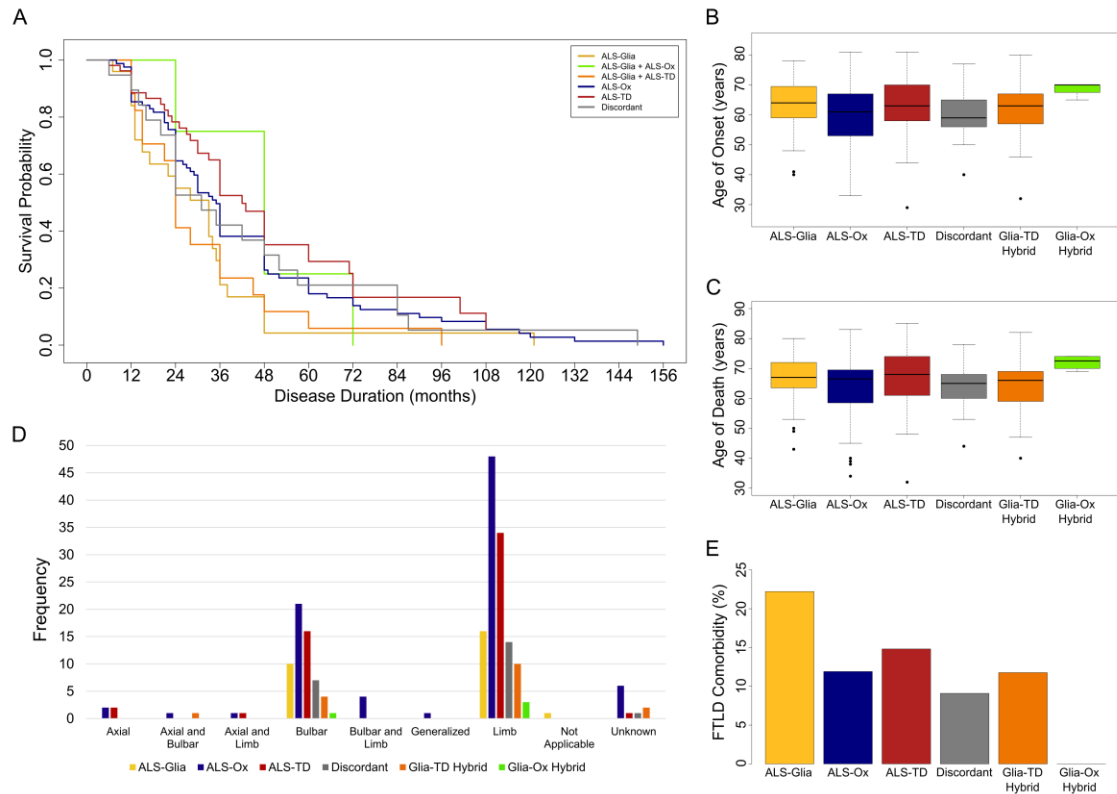 A
1.0
0.8
0.6
0.4
0.2
0.0
Survival Probability
0 12 24 36 48 60 72 84 96 108 120 132 144 156
Disease Duration (months)
ALS-Glia
ALS-Glia + ALS-Ox
ALS-Glia + ALS-TD
ALS-Ox
ALS-TD
Discordant
B
80
70
60
50
40
30
Age of Onset (years)
ALS-Glia ALS-Ox ALS-TD Discordant Glia-TD Glia-Ox
Hybrid Hybrid
C
90
80
70
60
50
40
30
Age of Death (years)
ALS-Glia ALS-Ox ALS-TD Discordant Glia-TD Glia-Ox
Hybrid Hybrid
D
50
45
40
35
30
25
20
15
10
5
0
Frequency
Axial Axial and Axial and Bulbar Bulbar Generalized Limb Not Unknown
Bulbar Limb and Limb Applicable
ALS-Glia ALS-Ox ALS-TD Discordant Glia-TD Hybrid Glia-Ox Hybrid
E
25
20
15
10
5
0
FTLD Comorbidity (%)
ALS-Glia ALS-Ox ALS-TD Discordant Glia-TD Glia-Ox
Hybrid Hybrid